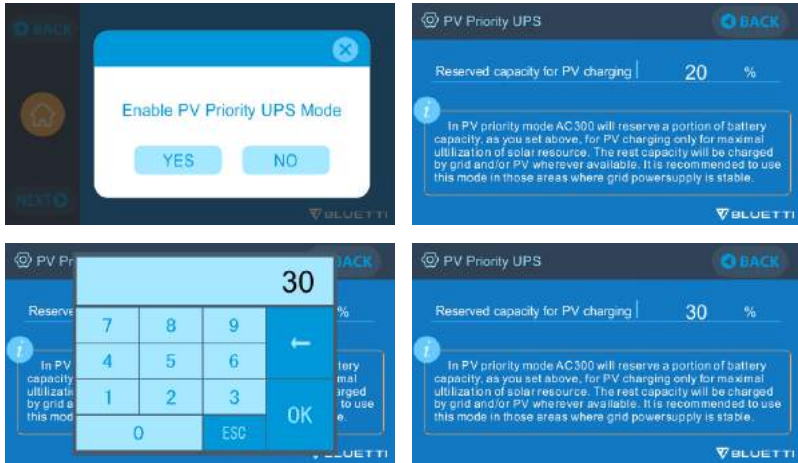 BACK
Enable PV Priority UPS Mode
YES NO
NEXT
BLUETTI
PV Priority UPS BACK
Reserved capacity for PV charging 20 %
i
In PV priority mode AC300 will reserve a portion of battery
capacity, as you set above, for PV charging only for maximal
ultilization of solar resource. The rest capacity will be charged
by grid and/or PV wherever available. It is recommended to use
this mode in those areas where grid powersupply is stable.
BLUETTI
PV Pr BACK
30
Reserve %
7 8 9 ←
4 5 6
1 2 3 OK
0 ESC
i
In PV tery
capacity mal
ultilizati arged
by grid a to use
this mod e.
BLUETTI
PV Priority UPS BACK
Reserved capacity for PV charging 30 %
i
In PV priority mode AC300 will reserve a portion of battery
capacity, as you set above, for PV charging only for maximal
ultilization of solar resource. The rest capacity will be charged
by grid and/or PV wherever available. It is recommended to use
this mode in those areas where grid powersupply is stable.
BLUETTI